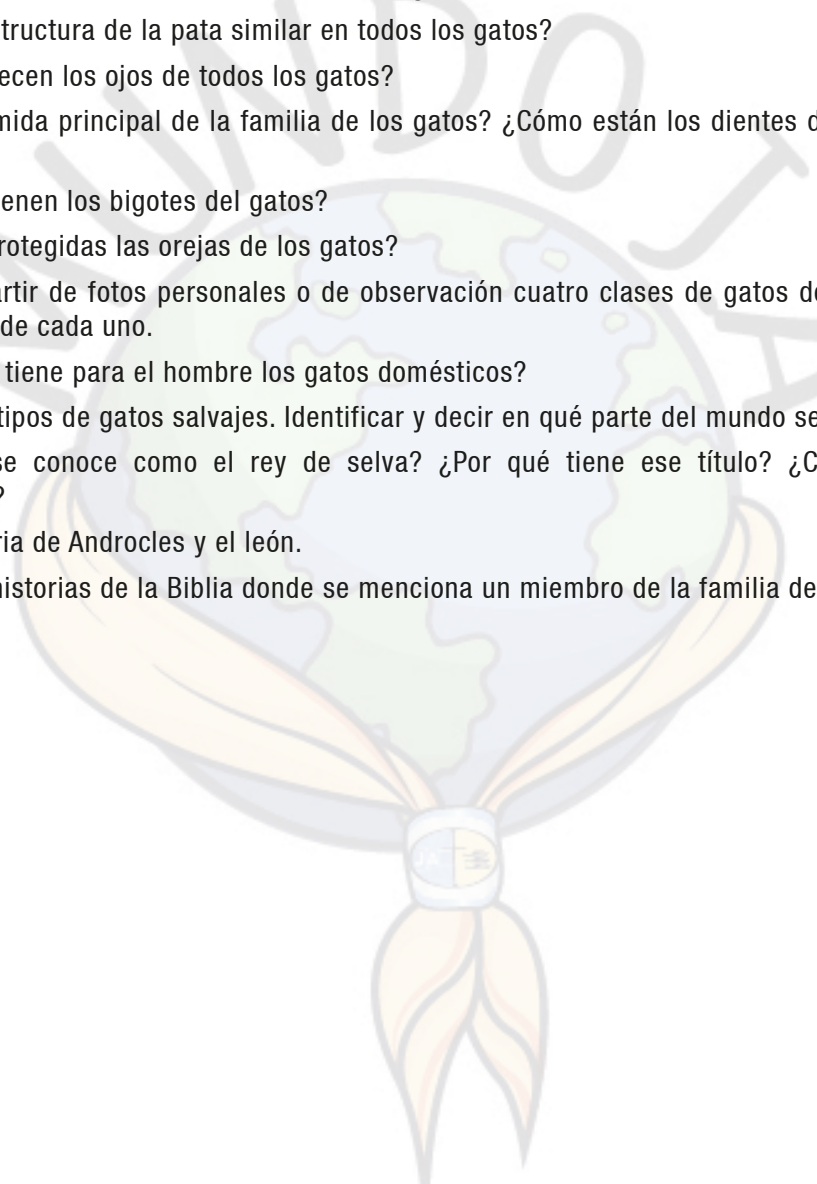 tructura de la pata similar en todos los gatos?
ecen los ojos de todos los gatos?
mida principal de la familia de los gatos? ¿Cómo están los dientes d
enen los bigotes del gatos?
rotegidas las orejas de los gatos?
artir de fotos personales o de observación cuatro clases de gatos d
de cada uno.
tiene para el hombre los gatos domésticos?
tipos de gatos salvajes. Identificar y decir en qué parte del mundo se
se conoce como el rey de selva? ¿Por qué tiene ese título? ¿C
?
ria de Androcles y el león.
historias de la Biblia donde se menciona un miembro de la familia de
MUNDO JA
JA